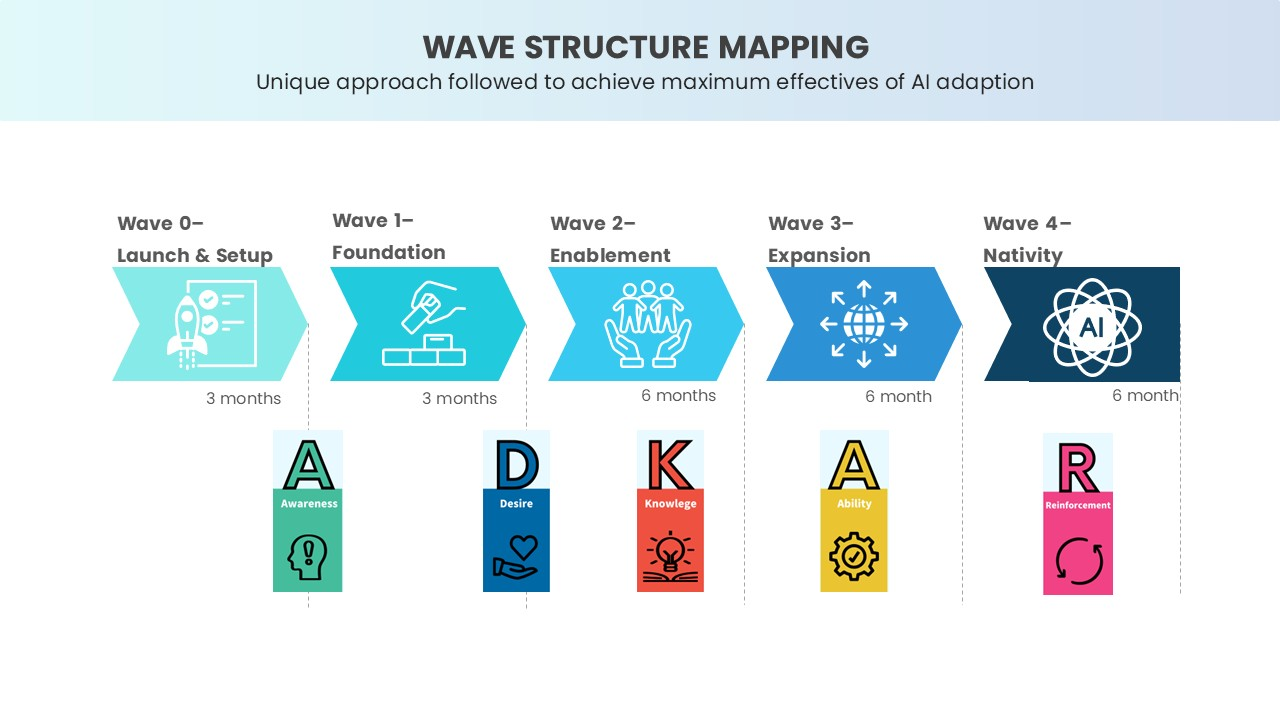 WAVE STRUCTURE MAPPING
Unique approach followed to achieve maximum effectives of AI adaption
Wave 0–
Launch & Setup
Wave 1–
Foundation
Wave 2–
Enablement
Wave 3–
Expansion
Wave 4–
Nativity
AI
3 months
3 months
6 months
6 month
6 month
A
Awareness
D
Desire
K
Knowlege
A
Ability
R
Reinforcement